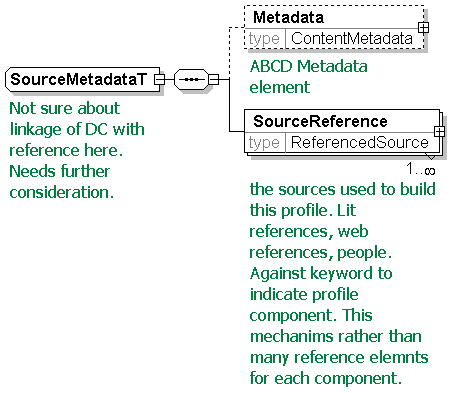 Metadata
type ContentMetadata
ABCD Metadata
element
SourceMetadataT
Not sure about
linkage of DC with
reference here.
Needs further
consideration.
SourceReference
type ReferencedSource
1..∞
the sources used to build
this profile. Lit
references, web
references, people.
Against keyword to
indicate profile
component. This
mechanims rather than
many reference elemnts
for each component.